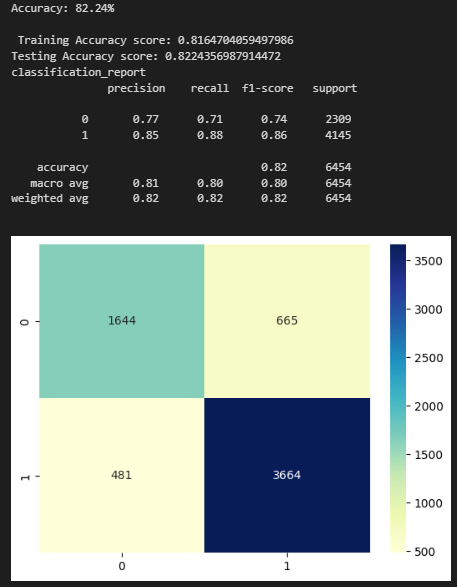 Accuracy: 82.24%
Training Accuracy score: 0.8164704059497986
Testing Accuracy score: 0.8224356987914472
classification_report
precision recall f1-score support
0 0.77 0.71 0.74 2309
1 0.85 0.88 0.86 4145
accuracy 0.82 6454
macro avg 0.81 0.80 0.80 6454
weighted avg 0.82 0.82 0.82 6454
3500
3000
0 1644 665
2500
2000
1500
1 481 3664
1000
500
0 1